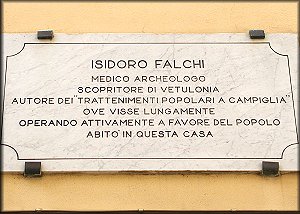 ISIDORO FALCHI
MEDICO ARCHEOLOGO
SCOPRITORE DI VETULONIA
AUTORE DEI "TRATTENIMENTI POPOLARI A CAMPIGLIA"
OVE VISSE LUNGAMENTE
OPERANDO ATTIVAMENTE A FAVORE DEL POPOLO
ABITO' IN QUESTA CASA